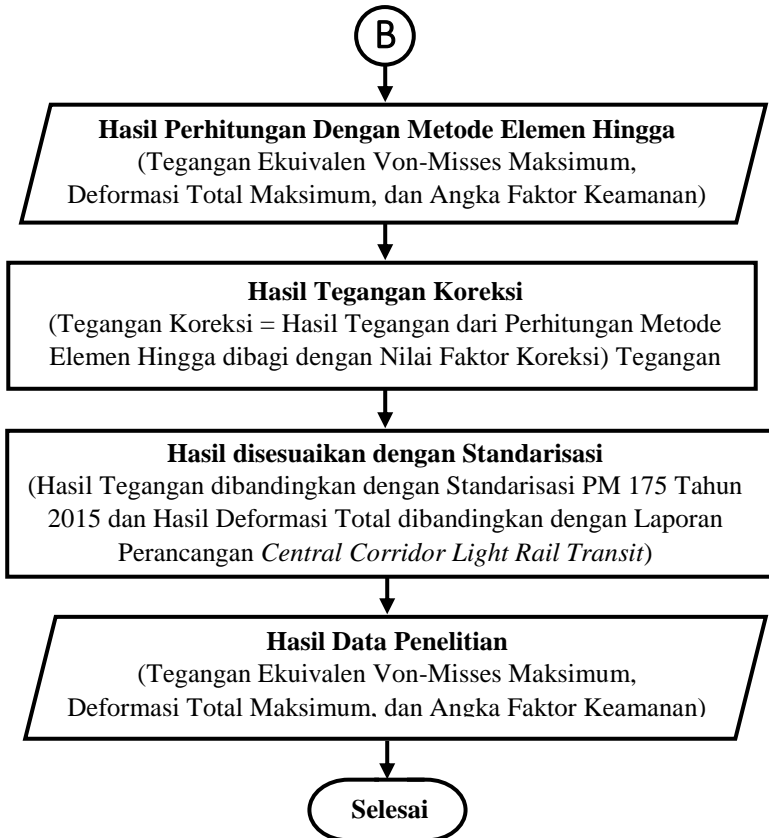 B
Hasil Perhitungan Dengan Metode Elemen Hingga
(Tegangan Ekuivalen Von-Misses Maksimum,
Deformasi Total Maksimum, dan Angka Faktor Keamanan)
Hasil Tegangan Koreksi
(Tegangan Koreksi = Hasil Tegangan dari Perhitungan Metode
Elemen Hingga dibagi dengan Nilai Faktor Koreksi) Tegangan
Hasil disesuaikan dengan Standarisasi
(Hasil Tegangan dibandingkan dengan Standarisasi PM 175 Tahun
2015 dan Hasil Deformasi Total dibandingkan dengan Laporan
Perancangan Central Corridor Light Rail Transit)
Hasil Data Penelitian
(Tegangan Ekuivalen Von-Misses Maksimum,
Deformasi Total Maksimum, dan Angka Faktor Keamanan)
Selesai